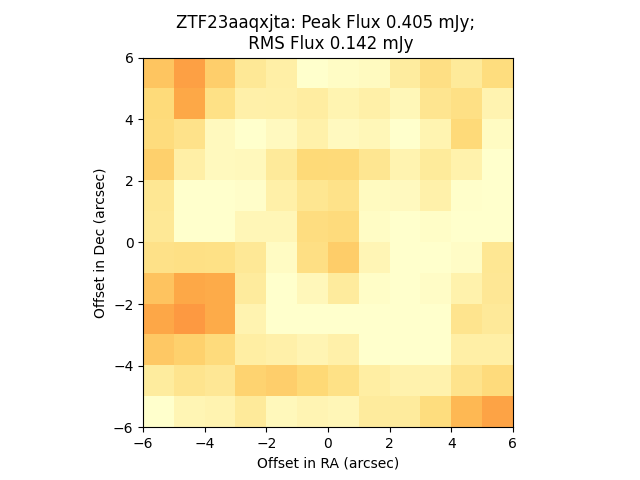 ZTF23aaqxjta: Peak Flux 0.405 mJy;
RMS Flux 0.142 mJy
6
4
2
0
−2
−4
−6
Offset in Dec (arcsec)
−6 −4 −2 0 2 4 6
Offset in RA (arcsec)